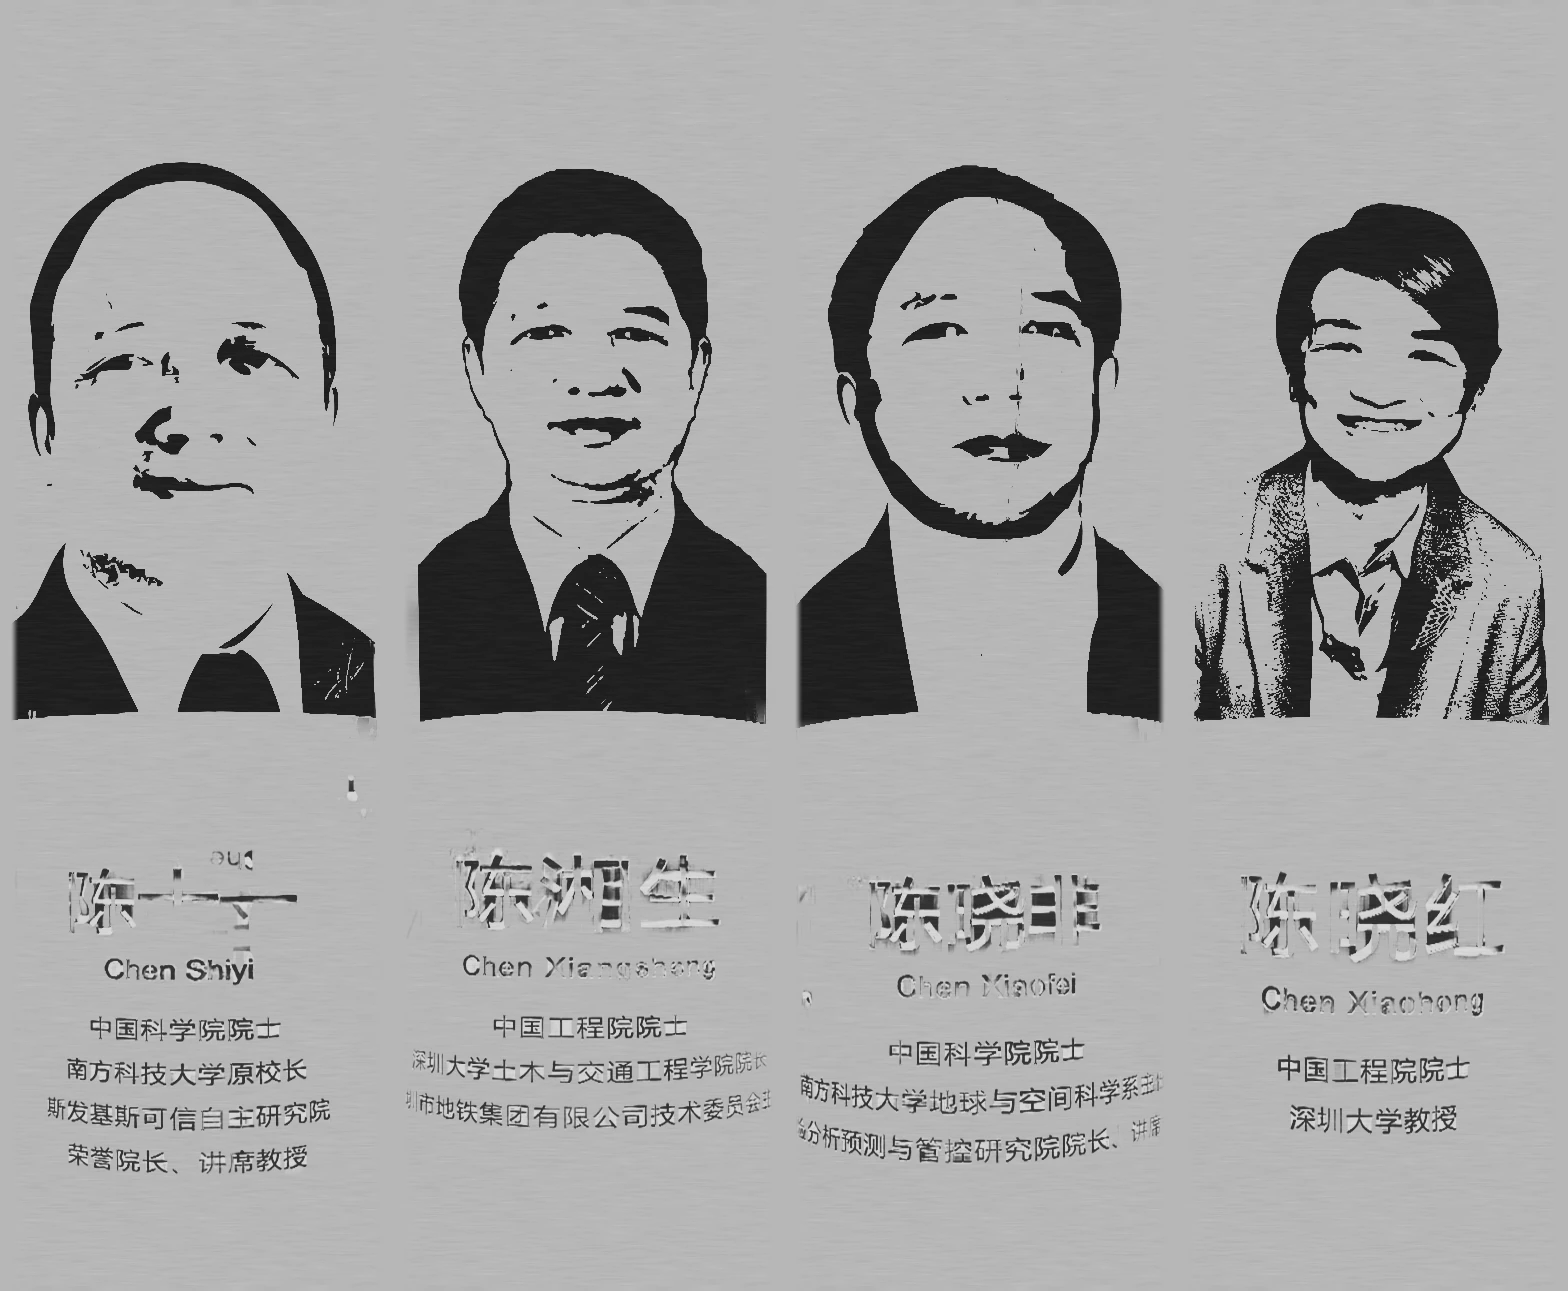 陈十
Chen Shiyi
中国科学院院士
南方科技大学原校长
斯发基斯可信自主研究院
荣誉院长、讲席教授
陈湘生
Chen Xiangsheng
中国工程院院士
深圳大学土木与交通工程学院院长
圳市地铁集团有限公司技术委员会主
陈晓非
Chen Xiaofei
中国科学院院士
南方科技大学地球与空间科学系主任
分析预测与管控研究院院长、讲席
陈晓红
Chen Xiaohong
中国工程院院士
深圳大学教授